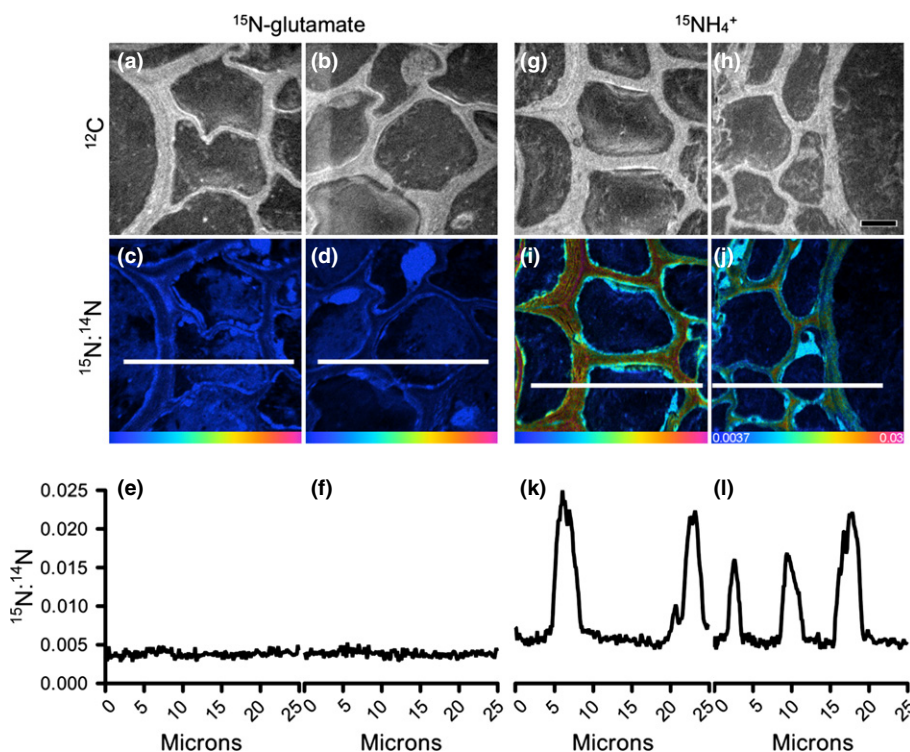 ¹⁵N-glutamate ¹⁵NH₄⁺
(a) (b) (g) (h)
¹²C
(c) (d) (i) (j)
¹⁵N:¹⁴N
0.0037 0.03
(e) (f) (k) (l)
0.025
0.020
0.015
0.010
0.005
0.000
¹⁵N:¹⁴N
0 5 10 15 20 25 0 5 10 15 20 25 0 5 10 15 20 25 0 5 10 15 20 25
Microns Microns Microns Microns